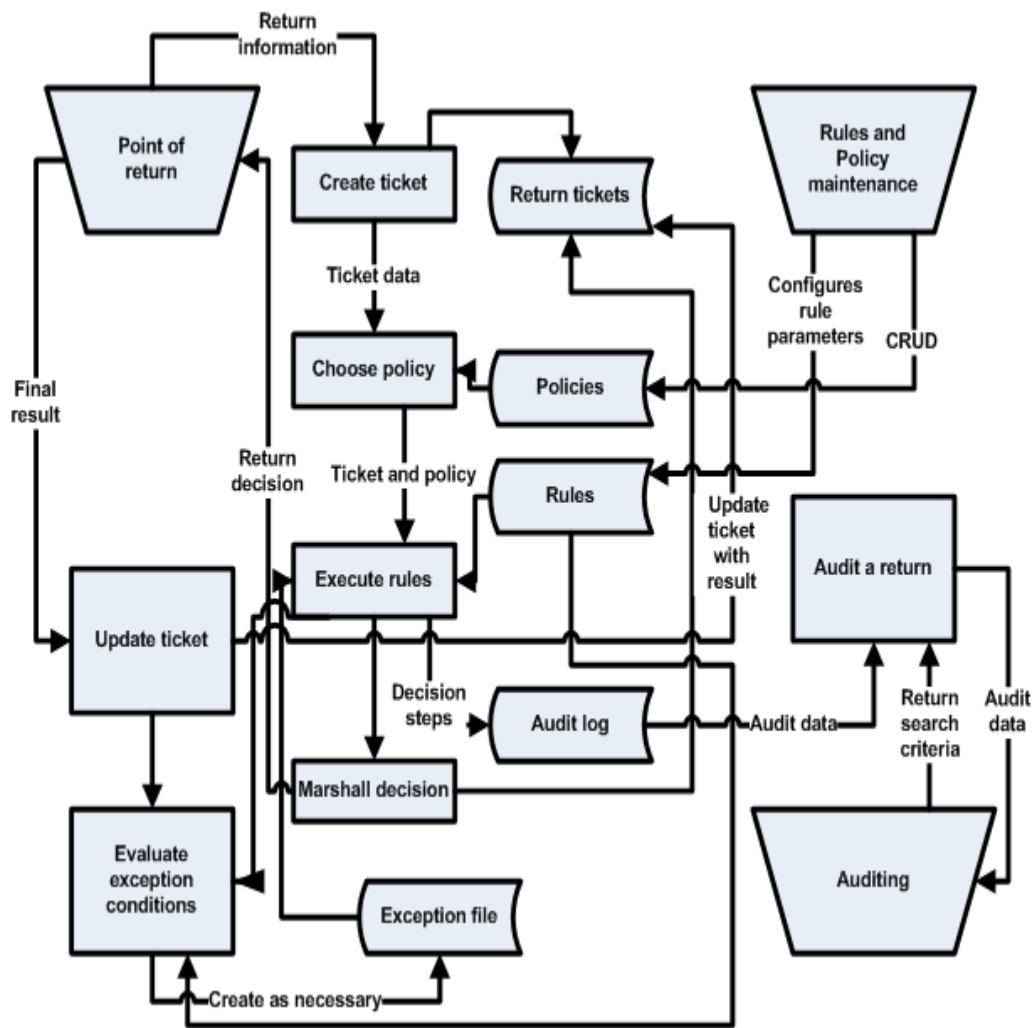 Return
information
Point of
return
Create ticket
Return tickets
Rules and
Policy
maintenance
Ticket data
Configures
rule
parameters
CRUD
Choose policy
Policies
Final
result
Return
decision
Ticket and policy
Rules
Update
ticket
with
result
Audit a return
Execute rules
Update ticket
Decision
steps
Audit log
Audit data
Return
search
criteria
Audit
data
Marshall decision
Evaluate
exception
conditions
Exception file
Auditing
Create as necessary